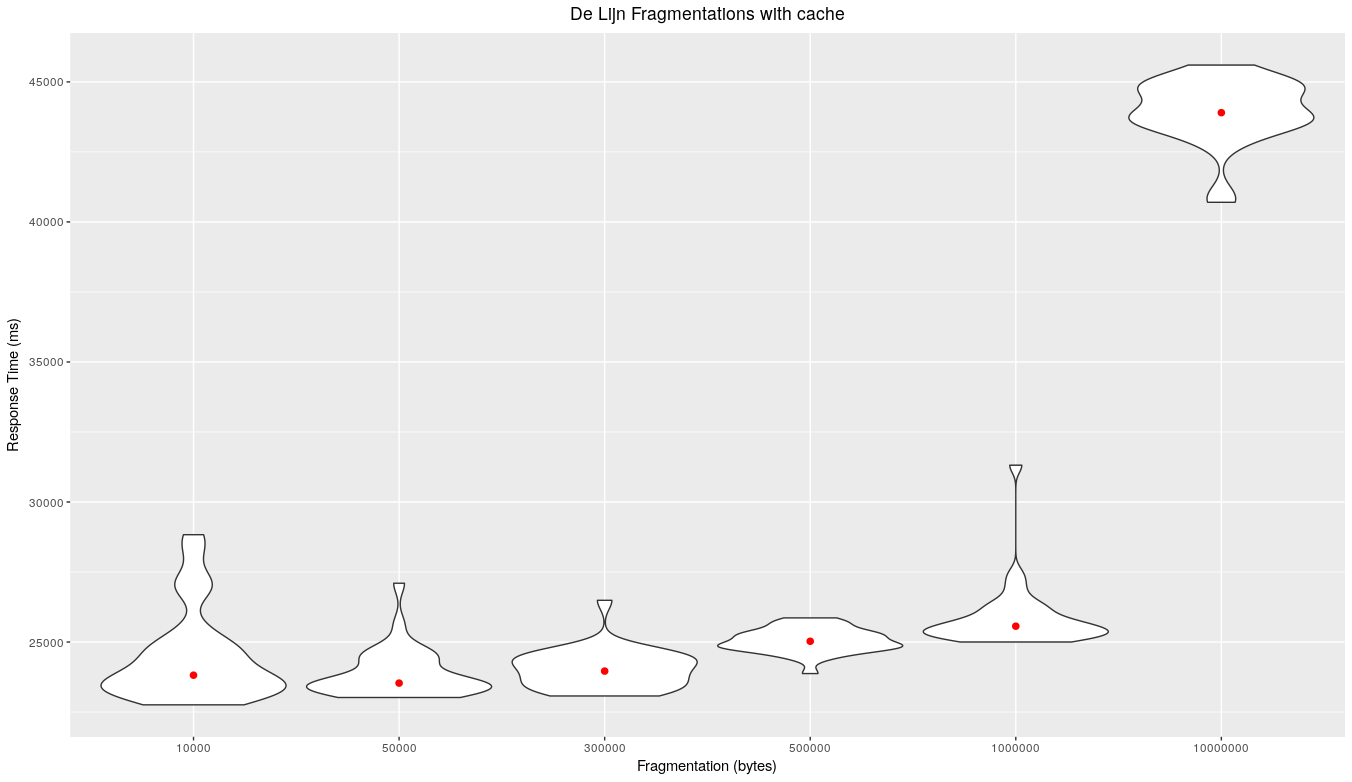 De Lijn Fragmentations with cache
45000
40000
35000
30000
25000
Response Time (ms)
10000 50000 300000 500000 1000000 10000000
Fragmentation (bytes)